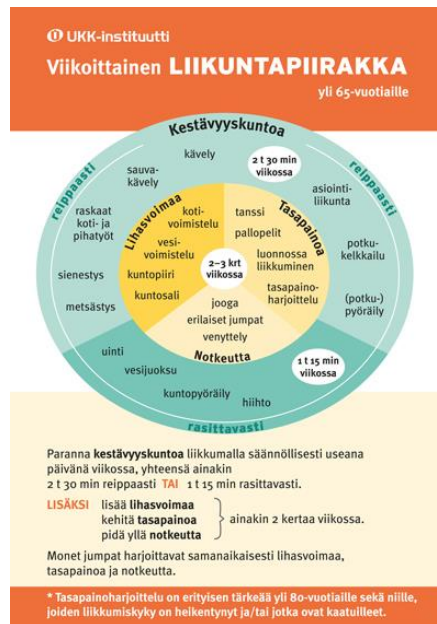 UKK-instituutti
Viikoittainen LIIKUNTAPIIRAKKA
yli 65-vuotiaille
Kestävyyskuntoa
reippaasti
reippaasti
kävely
2 t 30 min
viikossa
sauva-
kävely
asiointi-
liikunta
raskaat
koti- ja
pihatyöt
potku-
kelkkailu
sienestys
(potku-)
pyöräily
metsästys
Lihasvoimaa
koti-
voimistelu
vesi-
voimistelu
kuntopiiri
kuntosali
Tasapainoa
tanssi
pallopelit
luonnossa
liikkuminen
tasapaino-
harjoittelu
2–3 krt
viikossa
jooga
erilaiset jumpat
venyttely
Notkeutta
uinti
vesijuoksu
kuntopyöräily
hiihto
1 t 15 min
viikossa
rasittavasti
Paranna kestävyyskuntoa liikkumalla säännöllisesti useana
päivänä viikossa, yhteensä ainakin
2 t 30 min reippaasti TAI 1 t 15 min rasittavasti.
LISÄKSI lisää lihasvoimaa
kehitä tasapainoa
pidä yllä notkeutta
ainakin 2 kertaa viikossa.
Monet jumpat harjoittavat samanaikaisesti lihasvoimaa,
tasapainoa ja notkeutta.
* Tasapainoharjoittelu on erityisen tärkeää yli 80-vuotiaille sekä niille,
joiden liikkumiskyky on heikentynyt ja/tai jotka ovat kaatuilleet.